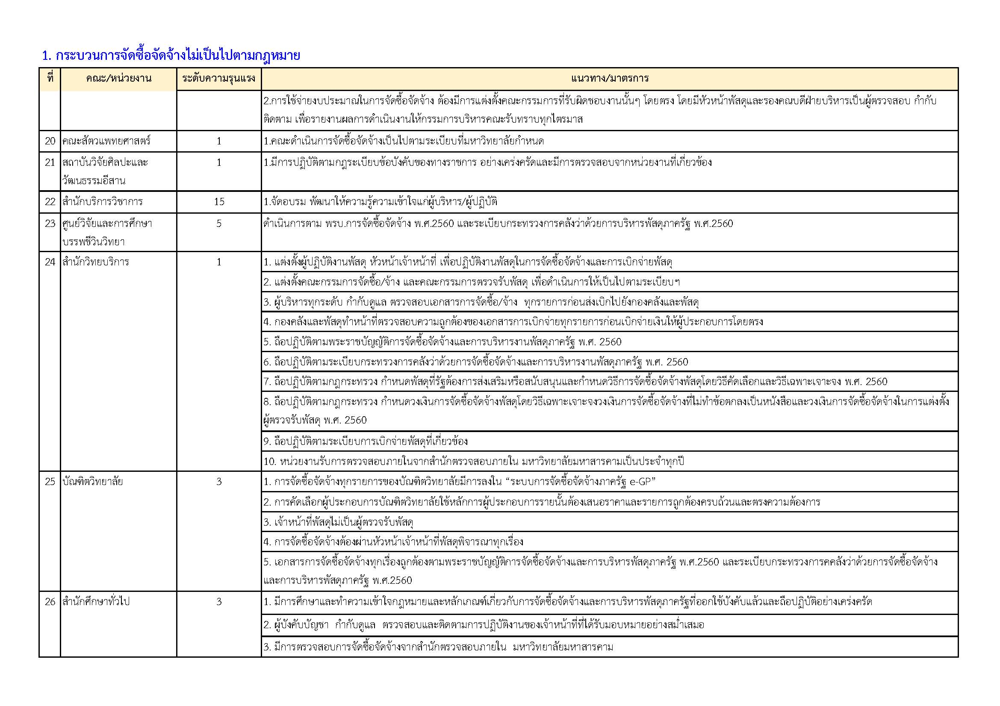 1. กระบวนการจัดซื้อจัดจ้างไม่เป็นไปตามกฎหมาย
ที่ คณะ/หน่วยงาน ระดับความรุนแรง แนวทาง/มาตรการ
2.การใช้จ่ายงบประมาณในการจัดซื้อจัดจ้าง ต้องมีการแต่งตั้งคณะกรรมการที่รับผิดชอบงานนั้นๆ โดยตรง โดยมีหัวหน้าพัสดุและรองคณบดีฝ่ายบริหารเป็นผู้ตรวจสอบ กำกับ
ติดตาม เพื่อรายงานผลการดำเนินงานให้กรรมการบริหารคณะรับทราบทุกไตรมาส
20 คณะสัตวแพทยศาสตร์ 1 1.คณะดำเนินการจัดซื้อจัดจ้างเป็นไปตามระเบียบที่มหาวิทยาลัยกำหนด
21 สถาบันวิจัยศิลปะและ 1 1.มีการปฏิบัติตามกฎระเบียบข้อบังคับของทางราชการ อย่างเคร่งครัดและมีการตรวจสอบจากหน่วยงานที่เกี่ยวข้อง
วัฒนธรรมอีสาน
22 สำนักบริการวิชาการ 15 1.จัดอบรม พัฒนาให้ความรู้ความเข้าใจแก่ผู้บริหาร/ผู้ปฏิบัติ
23 ศูนย์วิจัยและการศึกษา 5 ดำเนินการตาม พรบ.การจัดซื้อจัดจ้าง พ.ศ.2560 และระเบียบกระทรวงการคลังว่าด้วยการบริหารพัสดุภาครัฐ พ.ศ.2560
บรรพชีวินวิทยา
24 สำนักวิทยบริการ 1 1. แต่งตั้งผู้ปฏิบัติงานพัสดุ หัวหน้าเจ้าหน้าที่ เพื่อปฏิบัติงานพัสดุในการจัดซื้อจัดจ้างและการเบิกจ่ายพัสดุ
2. แต่งตั้งคณะกรรมการจัดซื้อ/จ้าง และคณะกรรมการตรวจรับพัสดุ เพื่อดำเนินการให้เป็นไปตามระเบียบฯ
3. ผู้บริหารทุกระดับ กำกับดูแล ตรวจสอบเอกสารการจัดซื้อ/จ้าง  ทุกรายการก่อนส่งเบิกไปยังกองคลังและพัสดุ
4. กองคลังและพัสดุทำหน้าที่ตรวจสอบความถูกต้องของเอกสารการเบิกจ่ายทุกรายการก่อนเบิกจ่ายเงินให้ผู้ประกอบการโดยตรง
5. ถือปฏิบัติตามพระราชบัญญัติการจัดซื้อจัดจ้างและการบริหารงานพัสดุภาครัฐ พ.ศ. 2560
6. ถือปฏิบัติตามระเบียบกระทรวงการคลังว่าด้วยการจัดซื้อจัดจ้างและการบริหารงานพัสดุภาครัฐ พ.ศ. 2560
7. ถือปฏิบัติตามกฎกระทรวง กำหนดพัสดุที่รัฐต้องการส่งเสริมหรือสนับสนุนและกำหนดวิธีการจัดซื้อจัดจ้างพัสดุโดยวิธีคัดเลือกและวิธีเฉพาะเจาะจง พ.ศ. 2560
8. ถือปฏิบัติตามกฎกระทรวง กำหนดวงเงินการจัดซื้อจัดจ้างพัสดุโดยวิธีเฉพาะเจาะจงวงเงินการจัดซื้อจัดจ้างที่ไม่ทำข้อตกลงเป็นหนังสือและวงเงินการจัดซื้อจัดจ้างในการแต่งตั้ง
ผู้ตรวจรับพัสดุ พ.ศ. 2560
9. ถือปฏิบัติตามระเบียบการเบิกจ่ายพัสดุที่เกี่ยวข้อง
10. หน่วยงานรับการตรวจสอบภายในจากสำนักตรวจสอบภายใน มหาวิทยาลัยมหาสารคามเป็นประจำทุกปี
25 บัณฑิตวิทยาลัย 3 1. การจัดซื้อจัดจ้างทุกรายการของบัณฑิตวิทยาลัยมีการลงใน “ระบบการจัดซื้อจัดจ้างภาครัฐ e-GP”
2. การคัดเลือกผู้ประกอบการบัณฑิตวิทยาลัยใช้หลักการผู้ประกอบการรายนั้นต้องเสนอราคาและรายการถูกต้องครบถ้วนและตรงความต้องการ
3. เจ้าหน้าที่พัสดุไม่เป็นผู้ตรวจรับพัสดุ
4. การจัดซื้อจัดจ้างต้องผ่านหัวหน้าเจ้าหน้าที่พัสดุพิจารณาทุกเรื่อง
5. เอกสารการจัดซื้อจัดจ้างทุกเรื่องถูกต้องตามพระราชบัญญัติการจัดซื้อจัดจ้างและการบริหารพัสดุภาครัฐ พ.ศ.2560 และระเบียบกระทรวงการคคลังว่าด้วยการจัดซื้อจัดจ้าง
และการบริหารพัสดุภาครัฐ พ.ศ.2560
26 สำนักศึกษาทั่วไป 3 1. มีการศึกษาและทำความเข้าใจกฎหมายและหลักเกณฑ์เกี่ยวกับการจัดซื้อจัดจ้างและการบริหารพัสดุภาครัฐที่ออกใช้บังคับแล้วและถือปฏิบัติอย่างเคร่งครัด
2. ผู้บังคับบัญชา  กำกับดูแล  ตรวจสอบและติดตามการปฏิบัติงานของเจ้าหน้าที่ที่ได้รับมอบหมายอย่างสม่ำเสมอ
3. มีการตรวจสอบการจัดซื้อจัดจ้างจากสำนักตรวจสอบภายใน  มหาวิทยาลัยมหาสารคาม